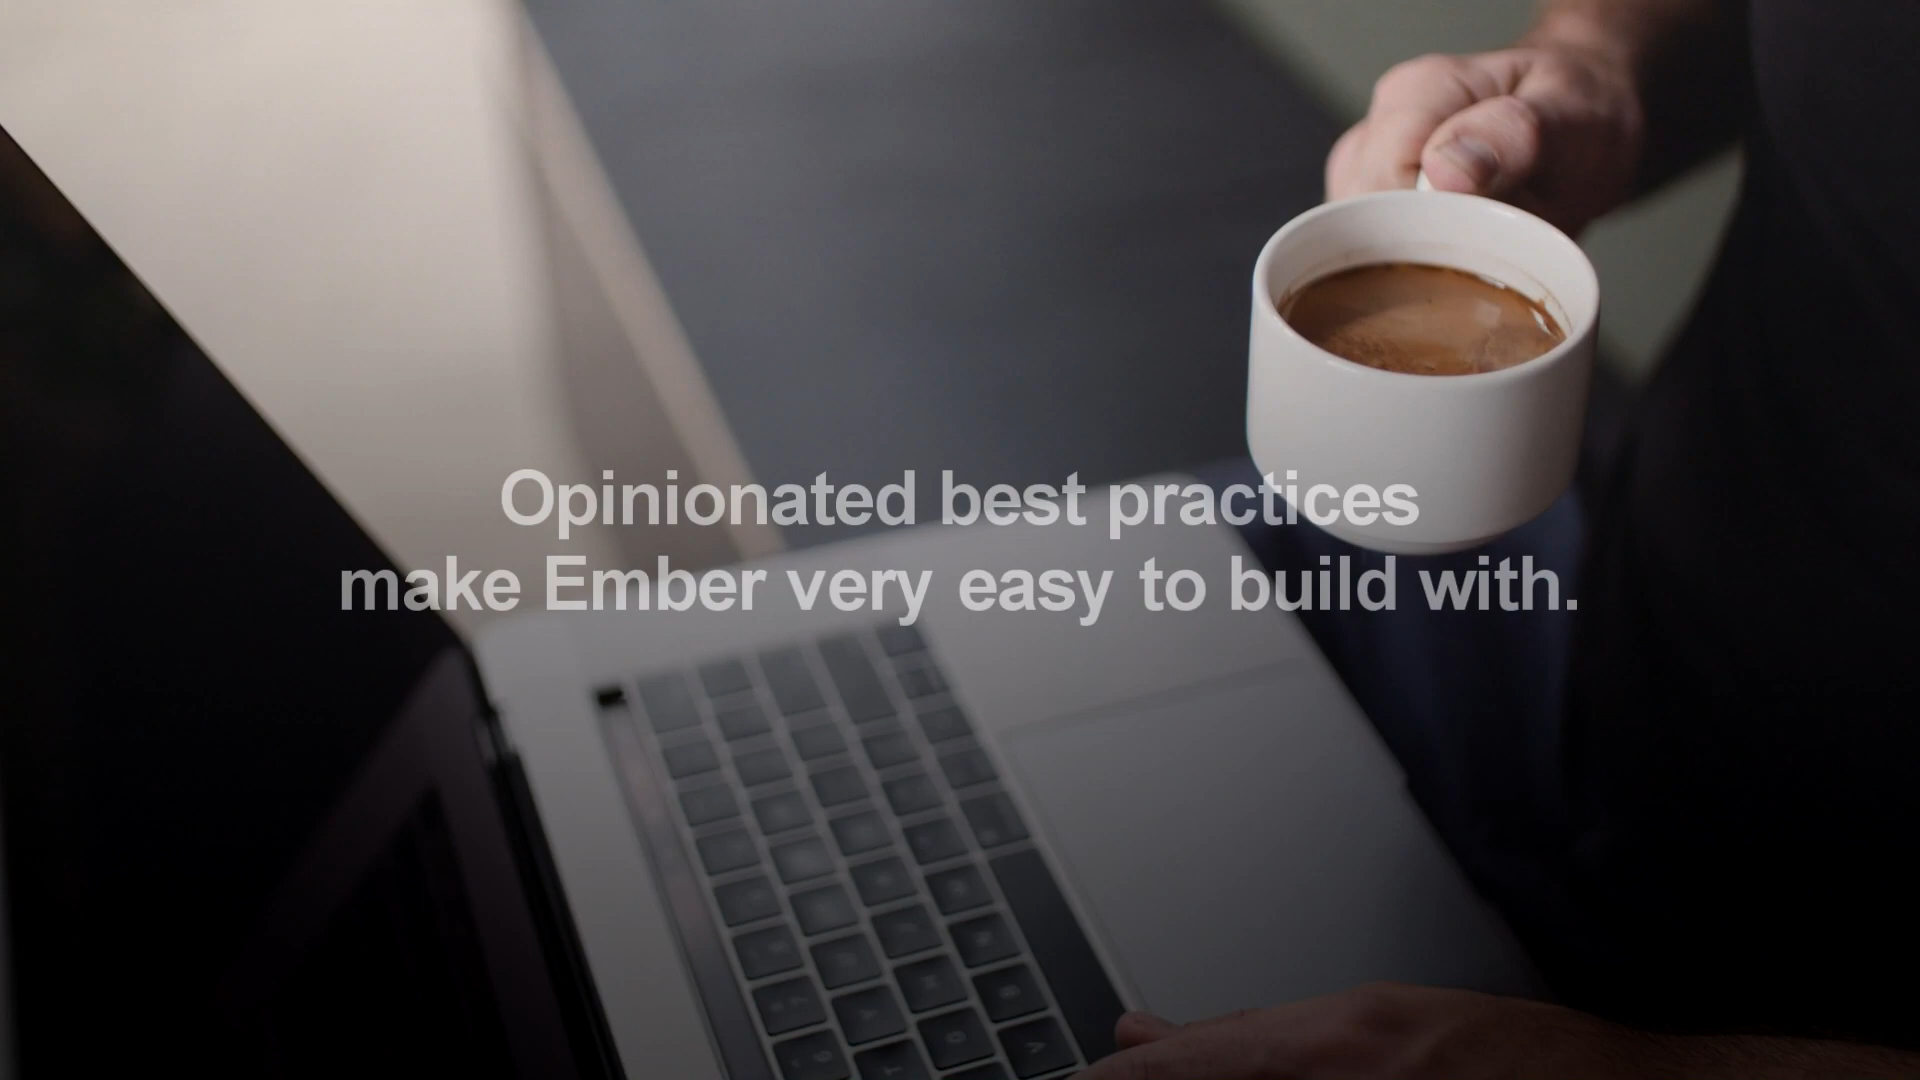 Opinionated best practices
make Ember very easy to build with.